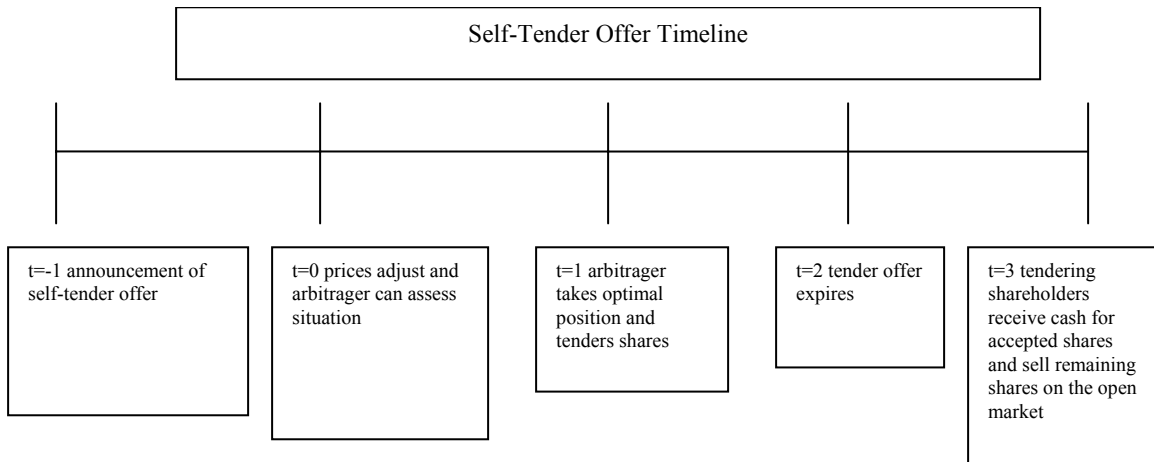 Self-Tender Offer Timeline
t=-1 announcement of
self-tender offer
t=0 prices adjust and
arbitrager can assess
situation
t=1 arbitrager
takes optimal
position and
tenders shares
t=2 tender offer
expires
t=3 tendering
shareholders
receive cash for
accepted shares
and sell remaining
shares on the open
market